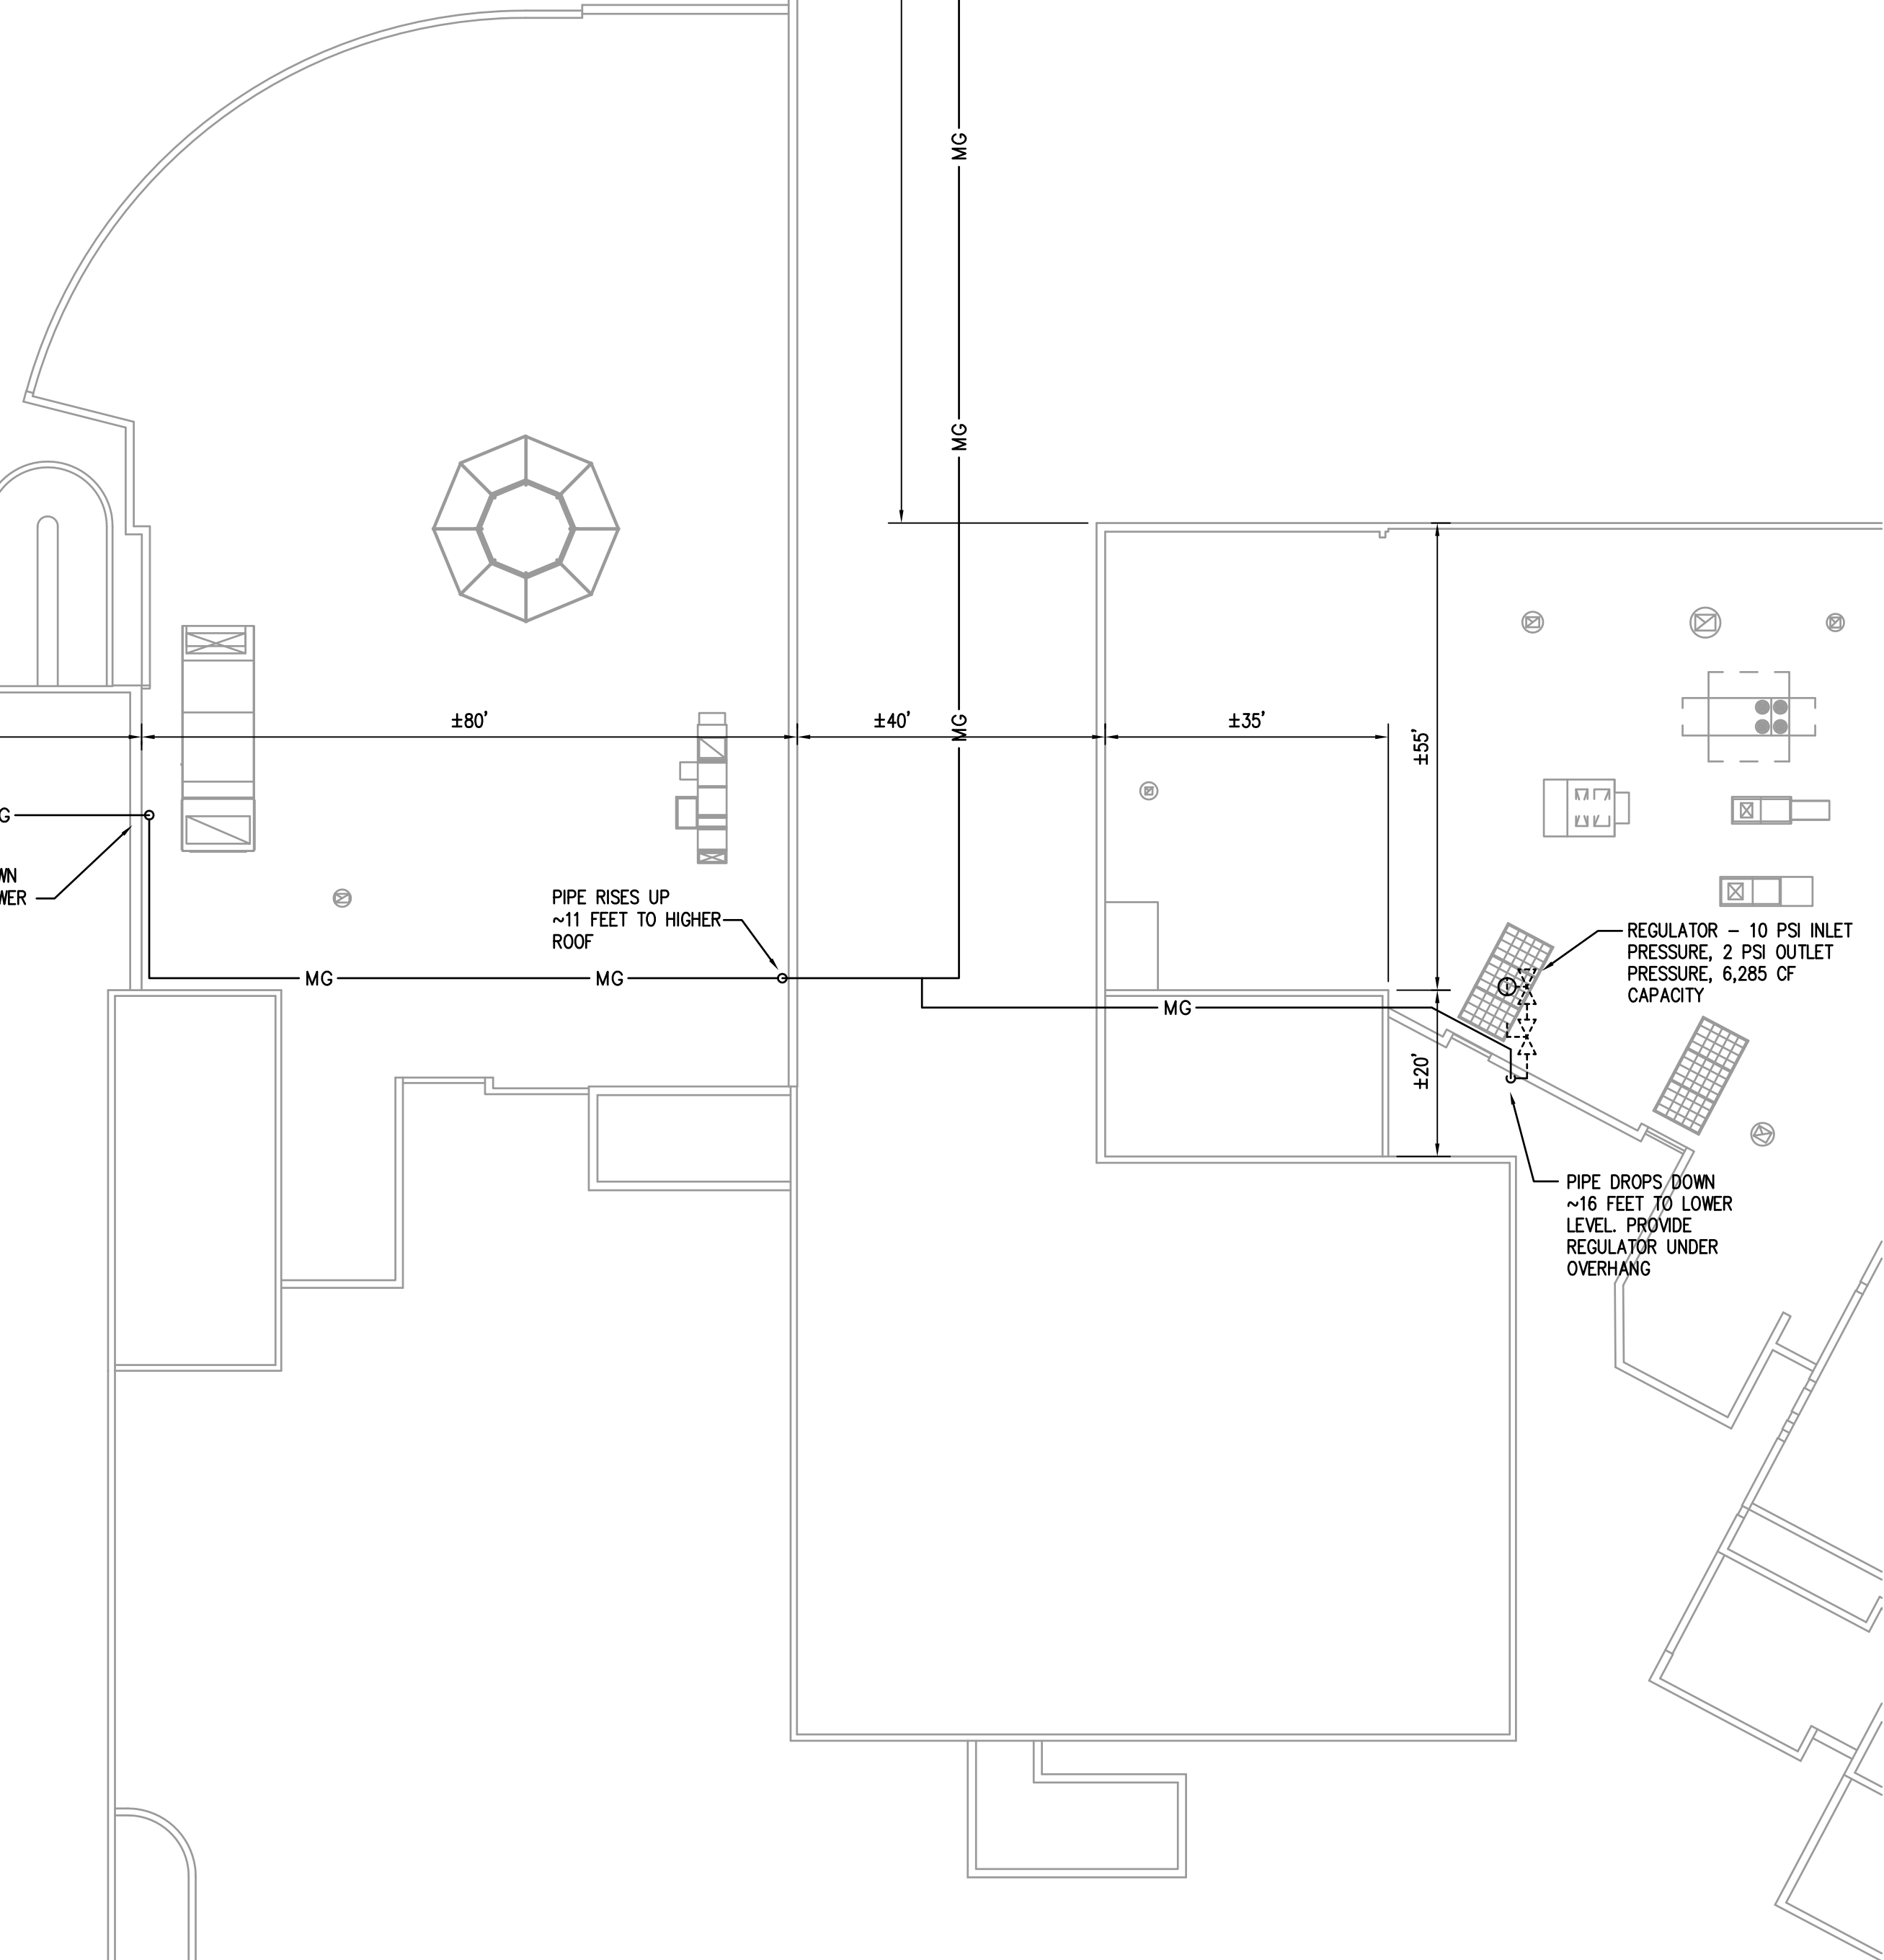 MG
MG
MG
±80'
±40'
±35'
±55'
PIPE RISES UP
~11 FEET TO HIGHER
ROOF
REGULATOR – 10 PSI INLET
PRESSURE, 2 PSI OUTLET
PRESSURE, 6,285 CF
CAPACITY
MG
MG
MG
±20'
PIPE DROPS DOWN
~16 FEET TO LOWER
LEVEL. PROVIDE
REGULATOR UNDER
OVERHANG